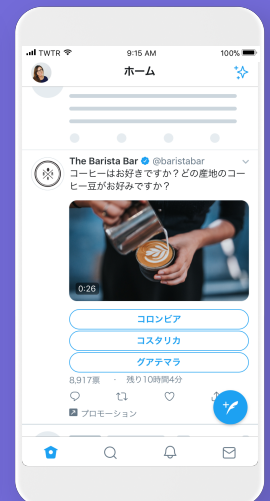 TWTR 9:15 AM 100%
ホーム
The Barista Bar @baristabar
コーヒーはお好きですか？どの産地のコー
ヒー豆がお好みですか？
0:26
コロンビア
コスタリカ
グアテマラ
8,917票 · 残り10時間4分
プロモーション